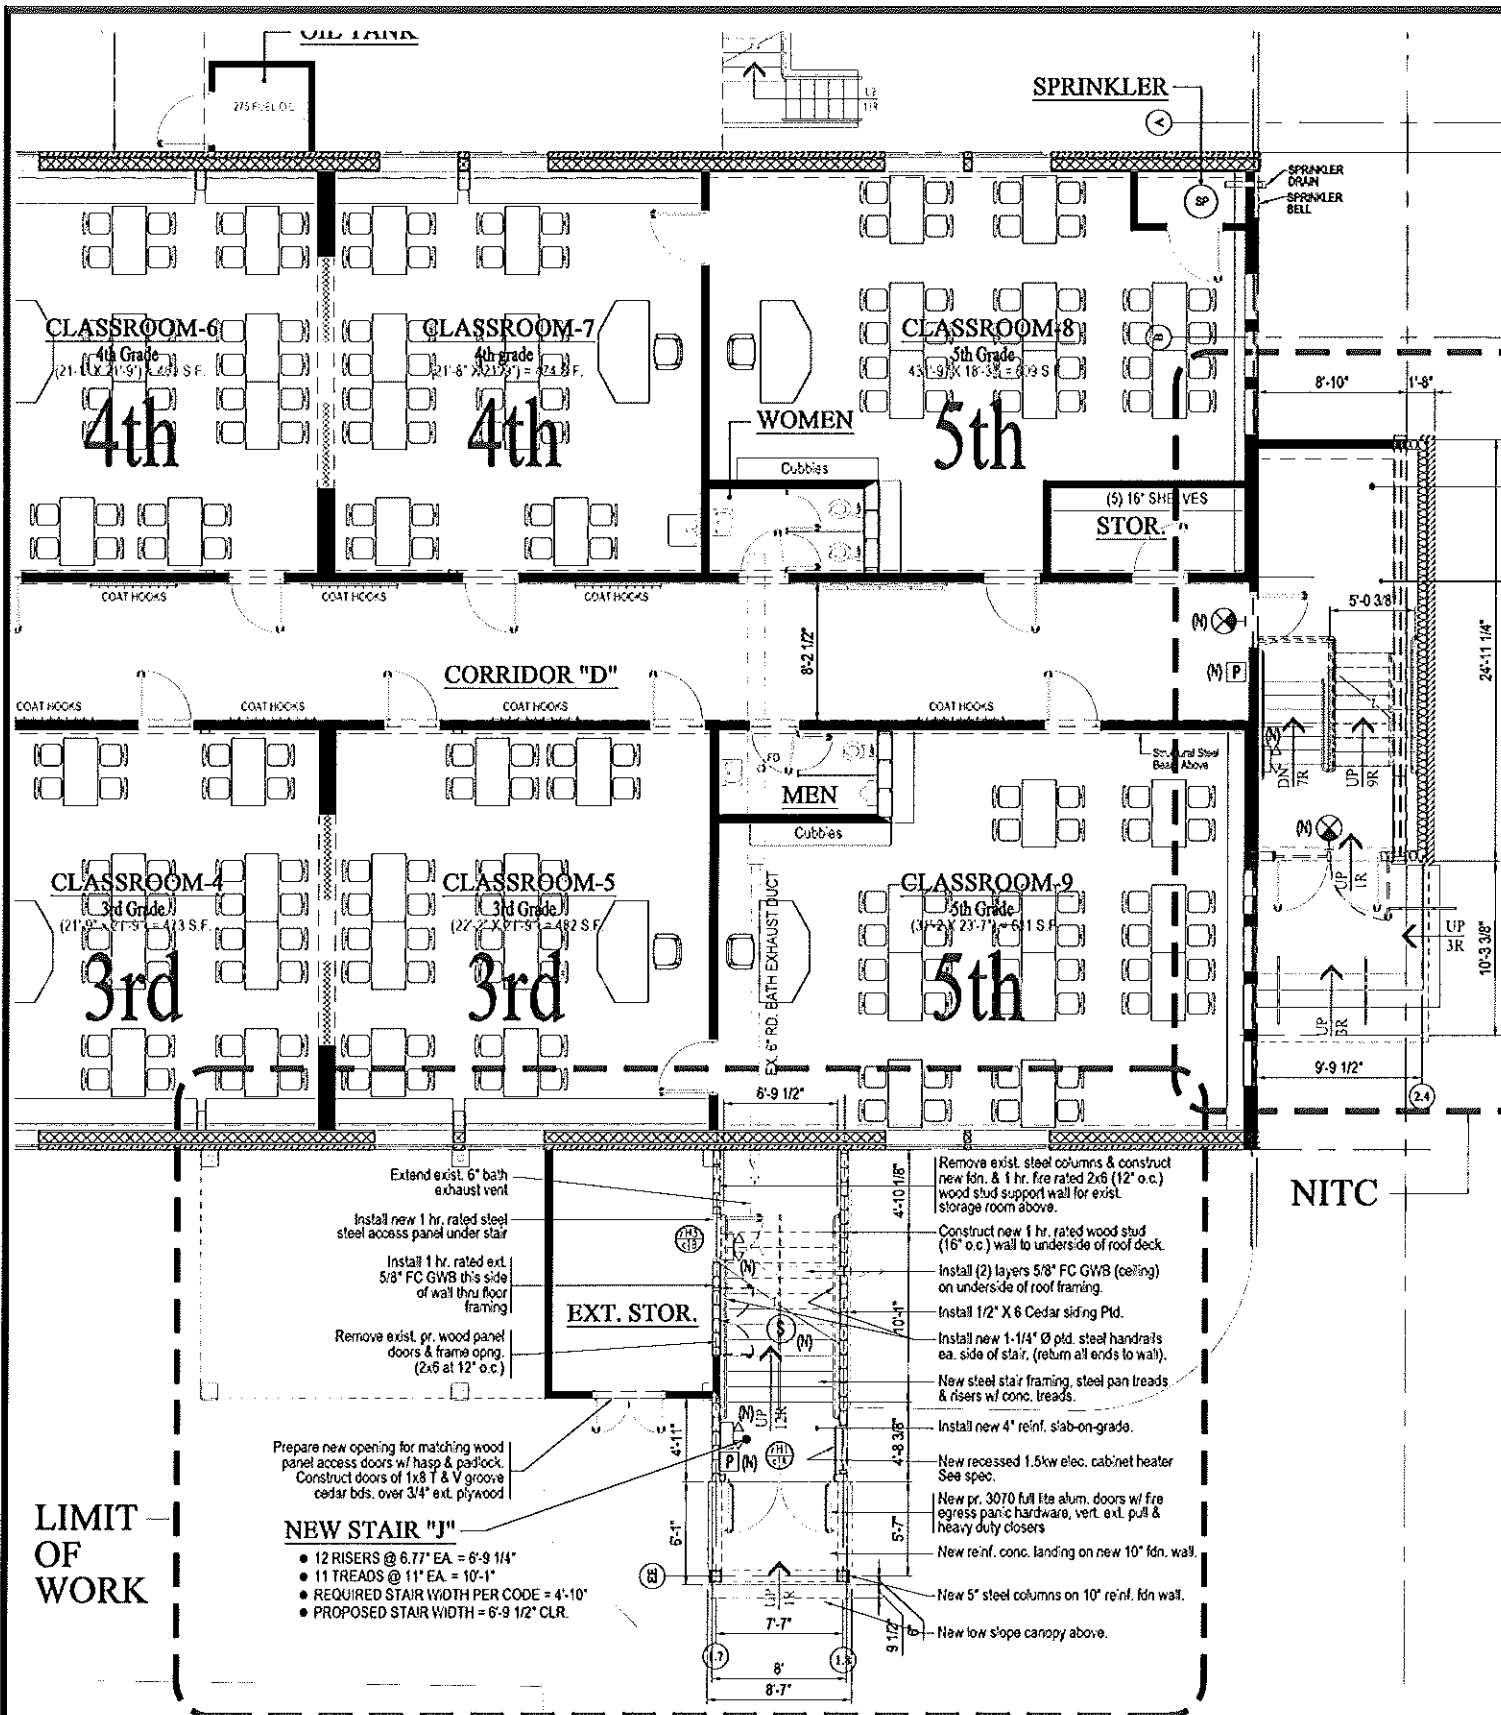 OIL TANK
275 FUEL OIL
SPRINKLER
A
SPRINKLER
DRAIN
SPRINKLER
BELL
SP
CLASSROOM-6
4th Grade
4th
CLASSROOM-7
4th grade
4th
CLASSROOM-8
5th Grade
5th
B
8'-10"
1'-8"
WOMEN
Cubbies
(5) 16" SHELVES
STOR.
COAT HOOKS
COAT HOOKS
COAT HOOKS
5'-0 3/8"
(N)
(N) P
8'-2 1/2"
24'-11 1/4"
CORRIDOR "D"
COAT HOOKS
COAT HOOKS
COAT HOOKS
COAT HOOKS
FD
MEN
Cubbies
Structural Steel
Beam Above
(N)
DN
7R
UP
9R
(N)
UP
1R
CLASSROOM-4
3rd Grade
3rd
CLASSROOM-5
3rd Grade
(22'-2" X 21'-9") = 482 S.F.
3rd
EX. 6" RD. BATH EXHAUST DUCT
CLASSROOM-9
5th Grade
5th
UP
3R
10'-3 3/8"
UP
3R
9'-9 1/2"
2.4
6'-9 1/2"
NITC
Extend exist. 6" bath
exhaust vent
Install new 1 hr. rated steel
steel access panel under stair
Install 1 hr. rated ext.
5/8" FC GWB this side
of wall thru floor
framing
Remove exist. pr. wood panel
doors & frame opng.
(2x6 at 12" o.c.)
EXT. STOR.
(N)
S
(N)
4'-10 1/8"
10'-1"
Remove exist. steel columns & construct
new fdn. & 1 hr. fire rated 2x6 (12" o.c.)
wood stud support wall for exist.
storage room above.
Construct new 1 hr. rated wood stud
(16" o.c.) wall to underside of roof deck.
Install (2) layers 5/8" FC GWB (ceiling)
on underside of roof framing.
Install 1/2" X 6 Cedar siding Ptd.
Install new 1-1/4" Ø ptd. steel handrails
ea. side of stair, (return all ends to wall).
New steel stair framing, steel pan treads
& risers w/ conc. treads.
Install new 4" reinf. slab-on-grade.
New recessed 1.5kw elec. cabinet heater
See spec.
New pr. 3070 full lite alum. doors w/ fire
egress panic hardware, vert. ext. pull &
heavy duty closers
New reinf. conc. landing on new 10" fdn. wall.
New 5" steel columns on 10" reinf. fdn wall.
New low slope canopy above.
Prepare new opening for matching wood
panel access doors w/ hasp & padlock.
Construct doors of 1x8 T & V groove
cedar bds. over 3/4" ext. plywood
4'-11"
(N)
UP
12R
P (N)
4'-8 3/8"
LIMIT
OF
WORK
NEW STAIR "J"
● 12 RISERS @ 6.77" EA. = 6'-9 1/4"
● 11 TREADS @ 11" EA. = 10'-1"
● REQUIRED STAIR WIDTH PER CODE = 4'-10"
● PROPOSED STAIR WIDTH = 6'-9 1/2" CLR.
6'-1"
5'-7"
UP
1R
7'-7"
9 1/2"
6"
8'
8'-7"